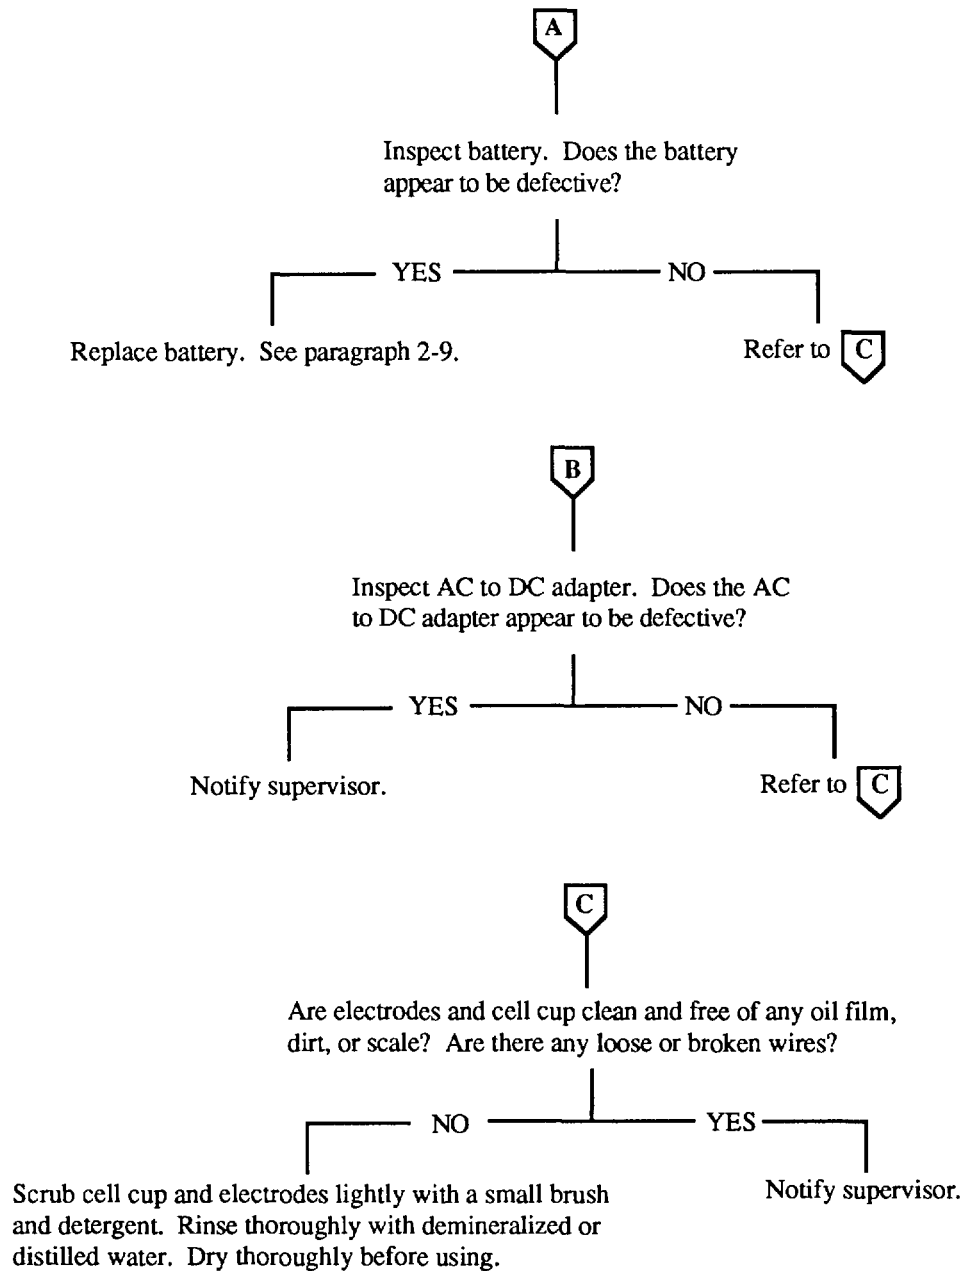 A
Inspect battery. Does the battery
appear to be defective?
YES
NO
Replace battery. See paragraph 2-9.
Refer to C
B
Inspect AC to DC adapter. Does the AC
to DC adapter appear to be defective?
YES
NO
Notify supervisor.
Refer to C
C
Are electrodes and cell cup clean and free of any oil film,
dirt, or scale? Are there any loose or broken wires?
NO
YES
Scrub cell cup and electrodes lightly with a small brush
and detergent. Rinse thoroughly with demineralized or
distilled water. Dry thoroughly before using.
Notify supervisor.